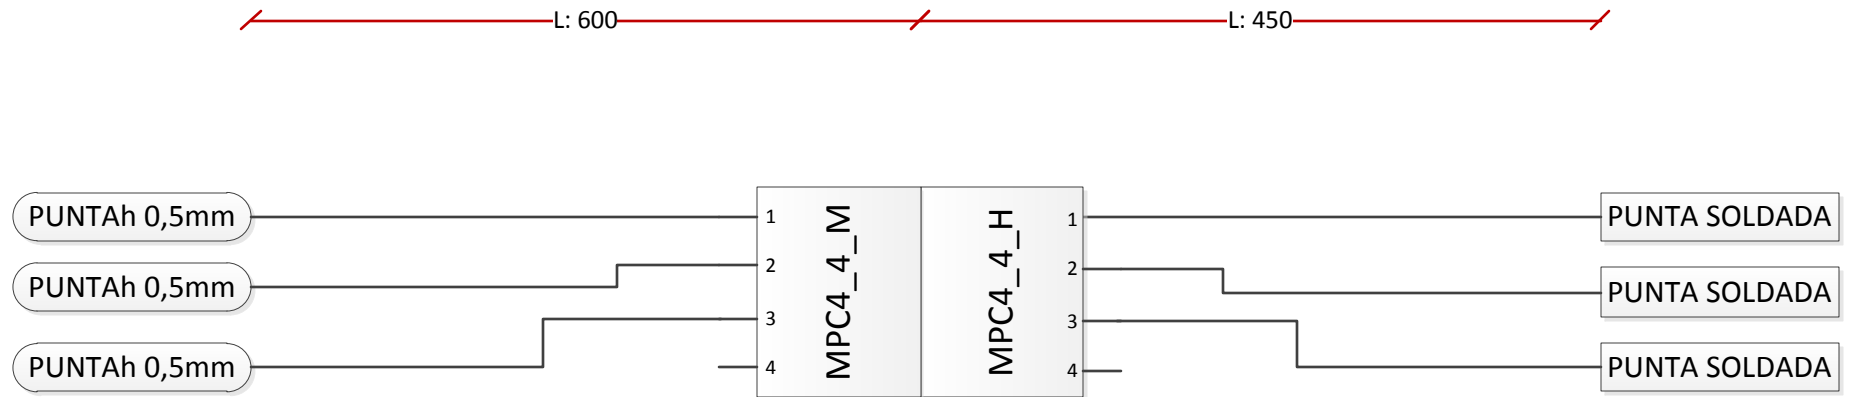 L: 600
L: 450
PUNTAh 0,5mm
1
MPC4_4_M
MPC4_4_H
1
PUNTA SOLDADA
PUNTAh 0,5mm
2
2
PUNTA SOLDADA
3
3
PUNTAh 0,5mm
4
4
PUNTA SOLDADA